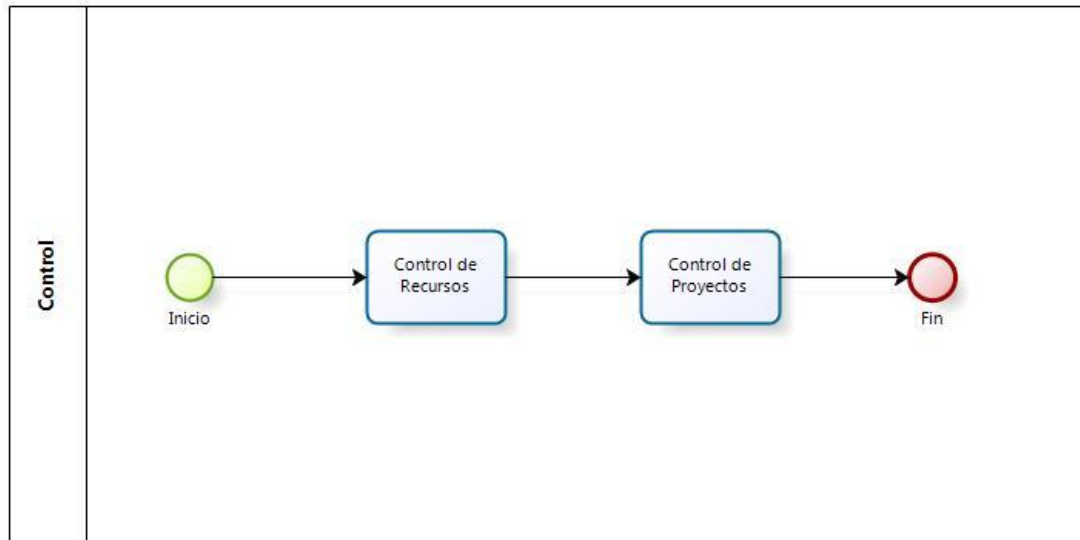 Control
Inicio
Control de
Recursos
Control de
Proyectos
Fin